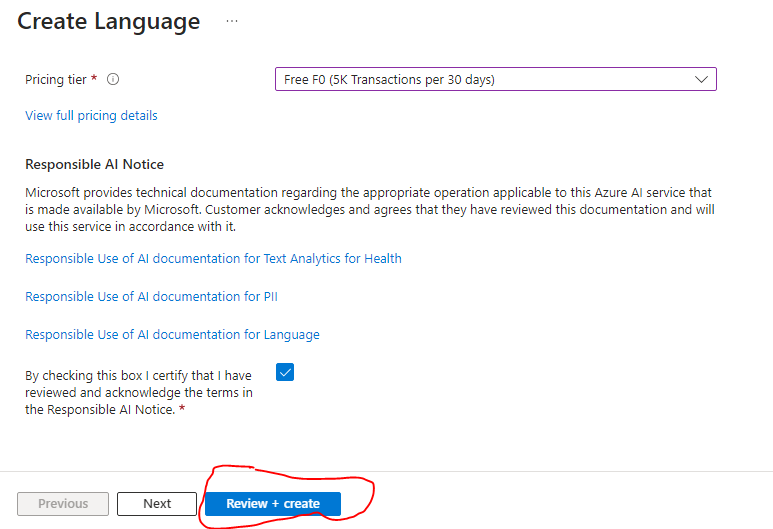 Create Language ...
Pricing tier *
Free F0 (5K Transactions per 30 days)
View full pricing details
Responsible AI Notice
Microsoft provides technical documentation regarding the appropriate operation applicable to this Azure AI service that
is made available by Microsoft. Customer acknowledges and agrees that they have reviewed this documentation and will
use this service in accordance with it.
Responsible Use of AI documentation for Text Analytics for Health
Responsible Use of AI documentation for PII
Responsible Use of AI documentation for Language
By checking this box I certify that I have
reviewed and acknowledge the terms in
the Responsible AI Notice. *
Previous
Next
Review + create